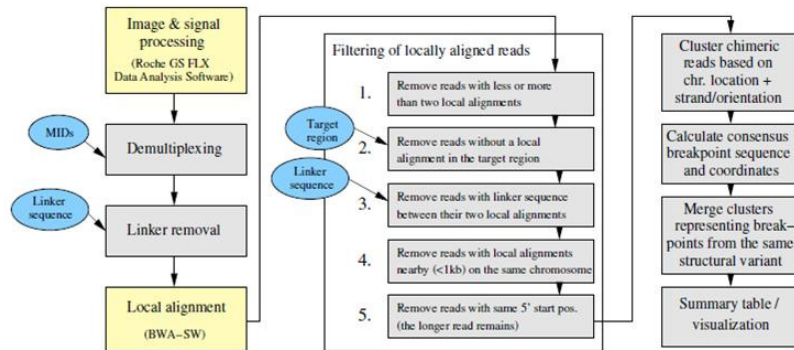 Image & signal
processing
(Roche GS FLX
Data Analysis Software)
MIDs
Demultiplexing
Linker
sequence
Linker removal
Local alignment
(BWA−SW)
Filtering of locally aligned reads
1.
Remove reads with less or more
than two local alignments
Target
region
2.
Remove reads without a local
alignment in the target region
Linker
sequence
3.
Remove reads with linker sequence
between their two local alignments
4.
Remove reads with local alignments
nearby (<1kb) on the same chromosome
5.
Remove reads with same 5' start pos.
(the longer read remains)
Cluster chimeric
reads based on
chr. location +
strand/orientation
Calculate consensus
breakpoint sequence
and coordinates
Merge clusters
representing break−
points from the same
structural variant
Summary table /
visualization